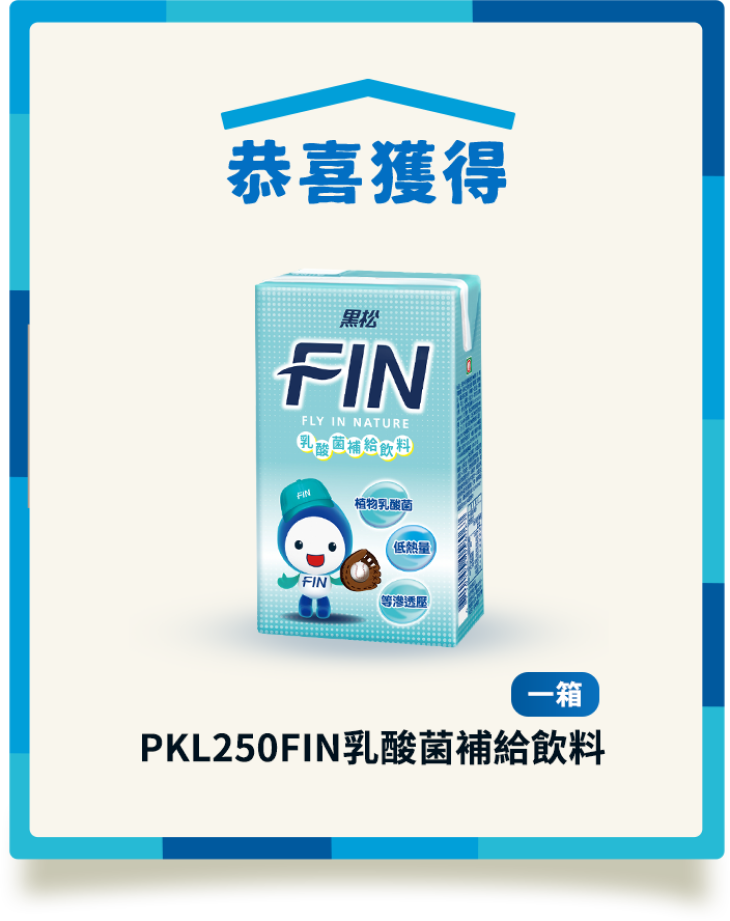 恭喜獲得
黑松
FIN
FLY IN NATURE
乳酸菌補給飲料
FIN
植物乳酸菌
低熱量
FIN
等滲透壓
一箱
PKL250FIN乳酸菌補給飲料